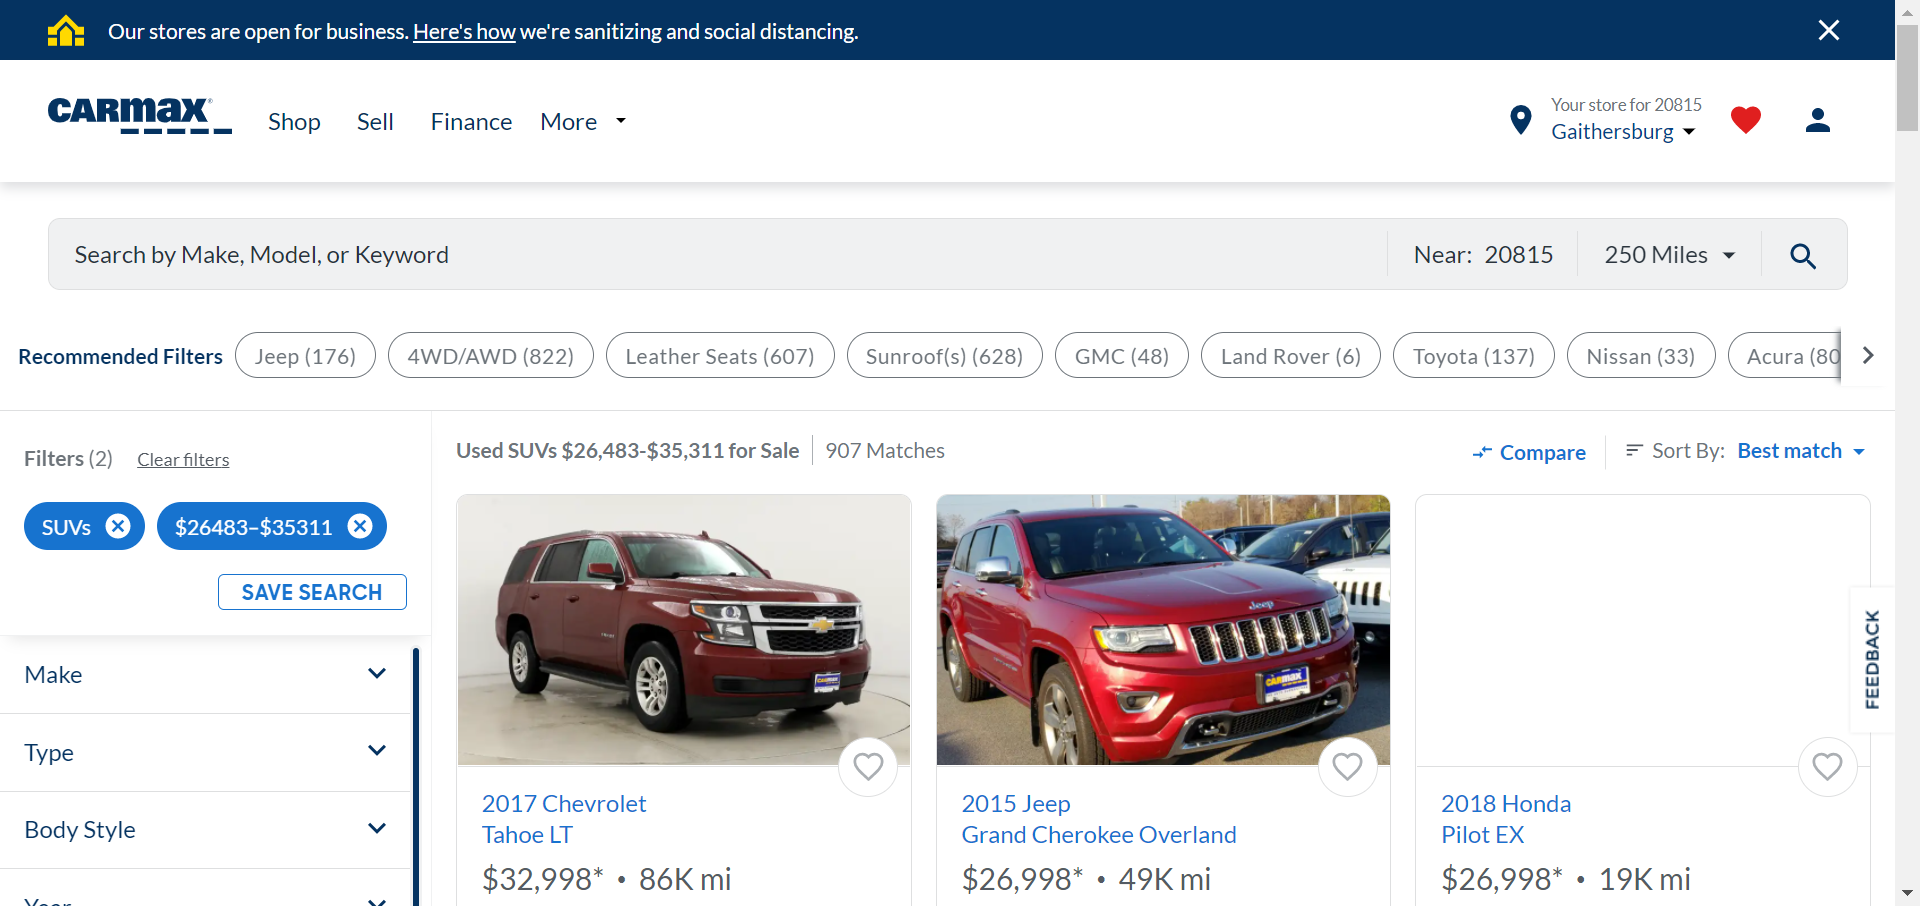 Our stores are open for business. Here's how we're sanitizing and social distancing.
CARMAX®
Shop
Sell
Finance
More
Your store for 20815
Gaithersburg
Search by Make, Model, or Keyword
Near: 20815
250 Miles
Recommended Filters
Jeep (176)
4WD/AWD (822)
Leather Seats (607)
Sunroof(s) (628)
GMC (48)
Land Rover (6)
Toyota (137)
Nissan (33)
Acura (80
Filters (2)
Clear filters
SUVs
$26483–$35311
SAVE SEARCH
Make
Type
Body Style
Year
Used SUVs $26,483-$35,311 for Sale
907 Matches
Compare
Sort By: Best match
CARMAX
Jeep
CARMAX
2017 Chevrolet
Tahoe LT
$32,998* • 86K mi
2015 Jeep
Grand Cherokee Overland
$26,998* • 49K mi
2018 Honda
Pilot EX
$26,998* • 19K mi
FEEDBACK